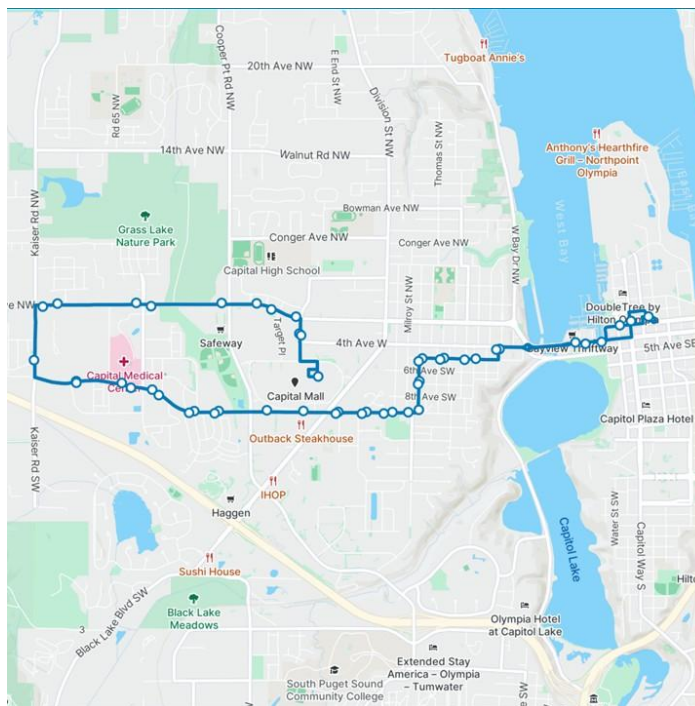 Tugboat Annie's
20th Ave NW
Cooper Pt Rd NW
E End St NW
Division St NW
Rd 65 NW
Anthony's Hearthfire
Grill – Northpoint
Olympia
14th Ave NW
Walnut Rd NW
Thomas St NW
Kaiser Rd NW
Bowman Ave NW
West Bay
W Bay Dr NW
Grass Lake
Nature Park
Conger Ave NW
Conger Ave NW
Capital High School
Milroy St NW
ve NW
DoubleTree by
Hilton
Target Pl
Safeway
4th Ave W
Bayview Thriftway
5th Ave SE
Capital Medical
6th Ave SW
Capital Mall
8th Ave SW
Capitol Plaza Hotel
Outback Steakhouse
Kaiser Rd SW
IHOP
Haggen
Water St SW
Capitol Lake
Capitol Way S
Sushi House
Hilt
Black Lake
Meadows
Black Lake Blvd SW
3
Olympia Hotel
at Capitol Lake
Extended Stay
America – Olympia
– Tumwater
South Puget Sound
Community College